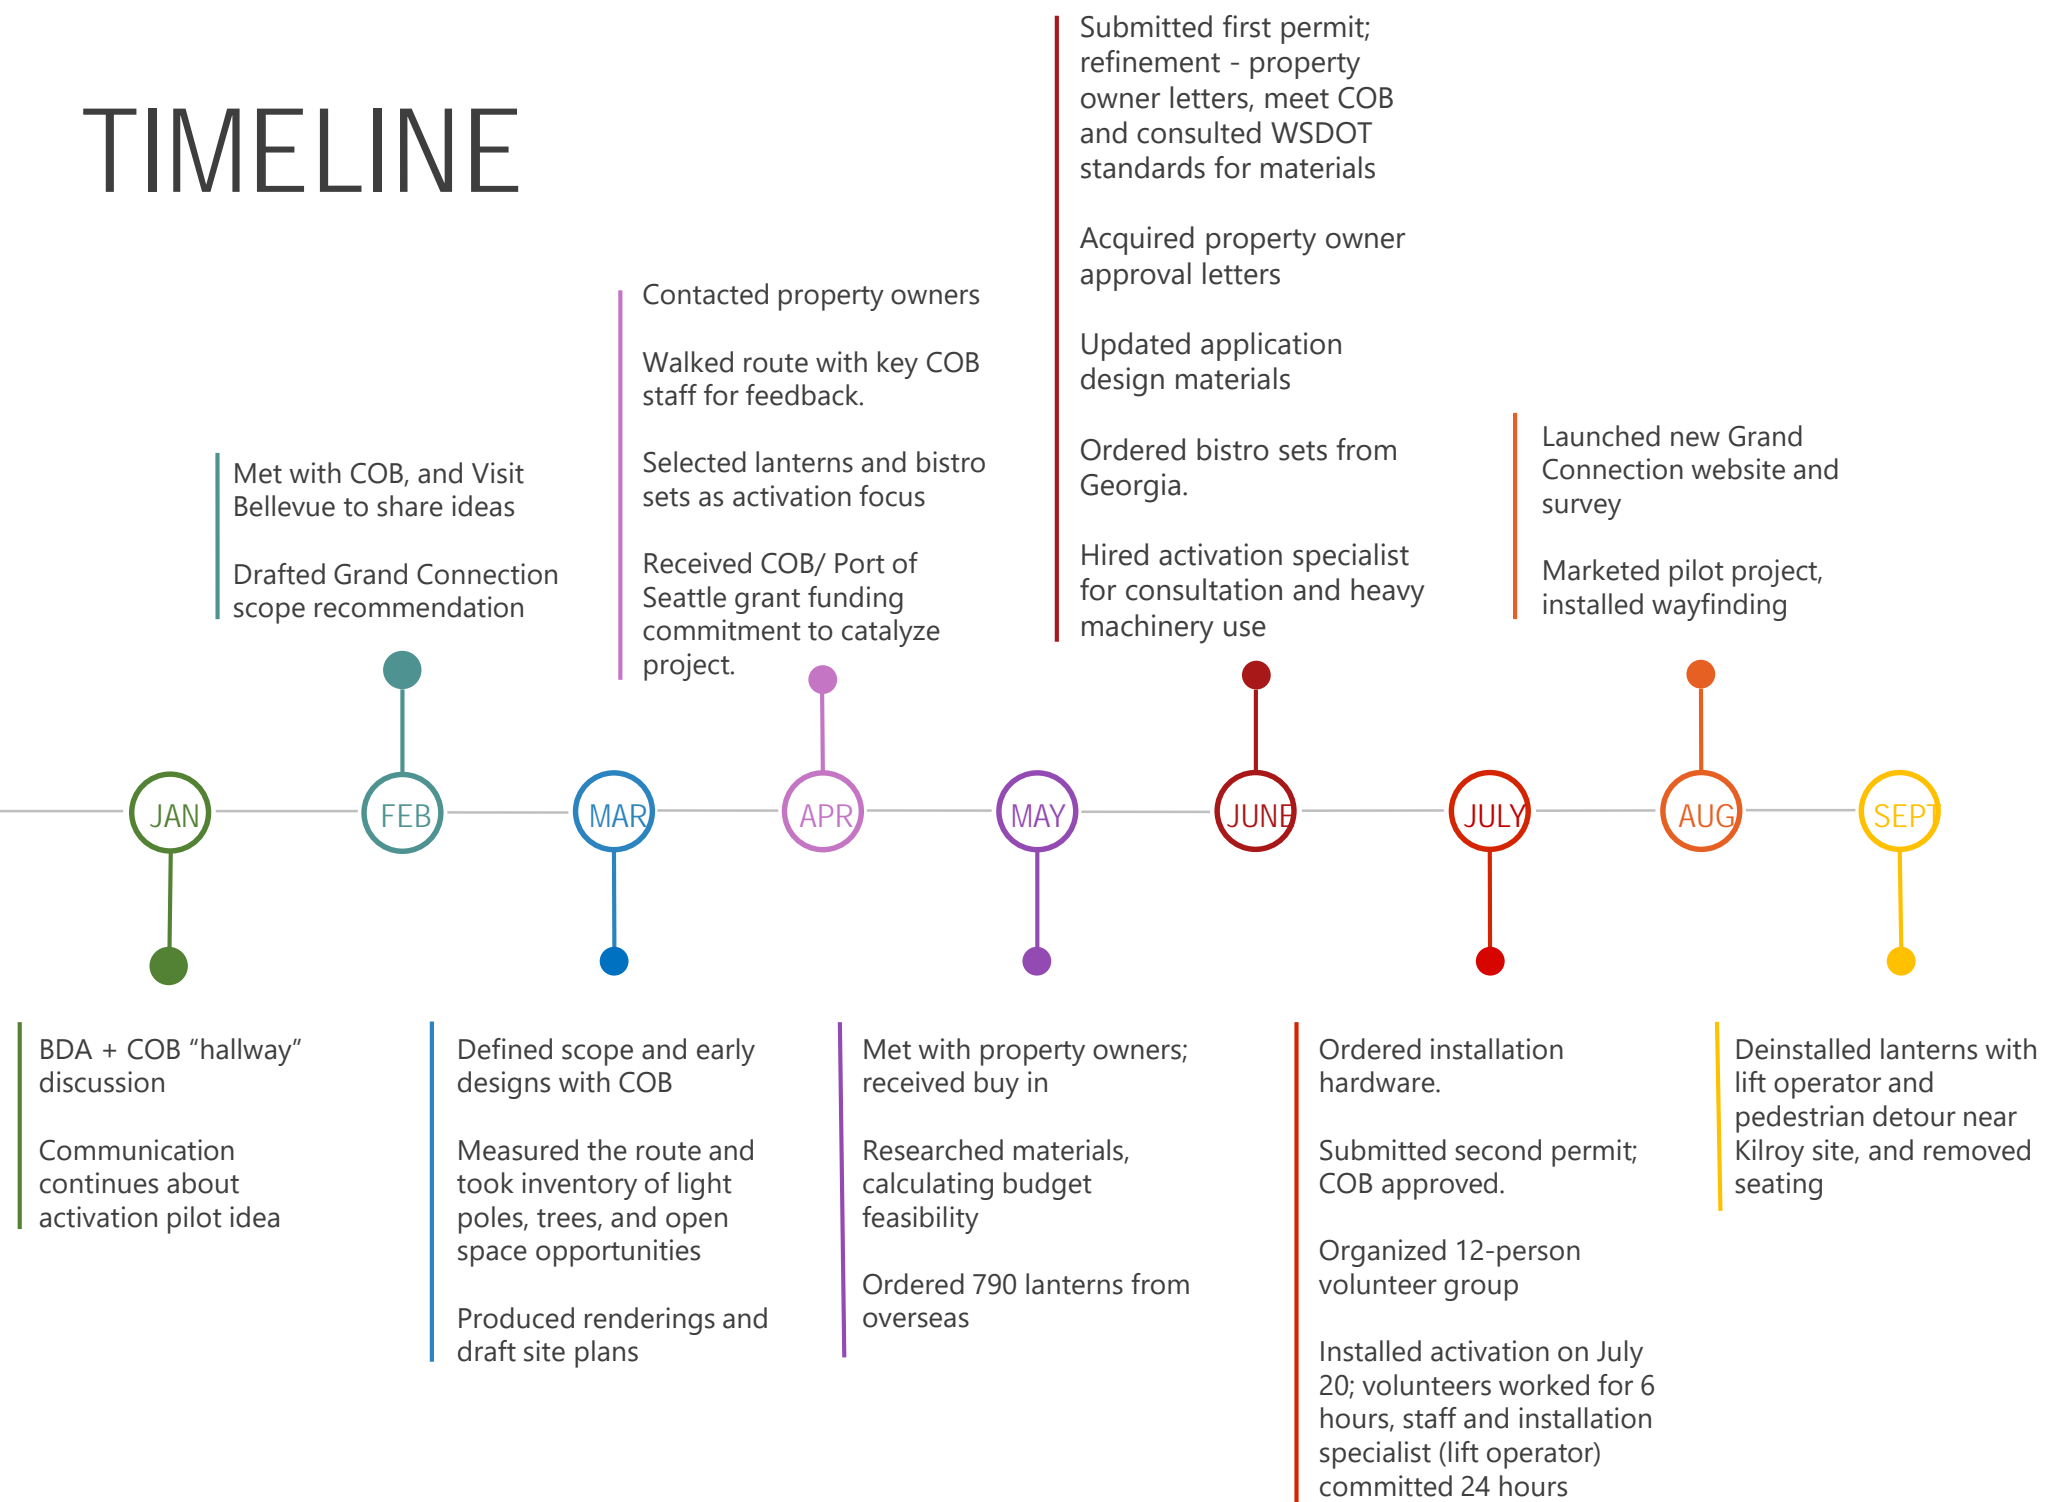 TIMELINE
Submitted first permit;
refinement - property
owner letters, meet COB
and consulted WSDOT
standards for materials
Acquired property owner
approval letters
Updated application
design materials
Ordered bistro sets from
Georgia.
Hired activation specialist
for consultation and heavy
machinery use
Contacted property owners
Walked route with key COB
staff for feedback.
Selected lanterns and bistro
sets as activation focus
Received COB/ Port of
Seattle grant funding
commitment to catalyze
project.
Met with COB, and Visit
Bellevue to share ideas
Drafted Grand Connection
scope recommendation
Launched new Grand
Connection website and
survey
Marketed pilot project,
installed wayfinding
JAN
FEB
MAR
APR
MAY
JUNE
JULY
AUG
SEPT
BDA + COB “hallway”
discussion
Communication
continues about
activation pilot idea
Defined scope and early
designs with COB
Measured the route and
took inventory of light
poles, trees, and open
space opportunities
Produced renderings and
draft site plans
Met with property owners;
received buy in
Researched materials,
calculating budget
feasibility
Ordered 790 lanterns from
overseas
Ordered installation
hardware.
Submitted second permit;
COB approved.
Organized 12-person
volunteer group
Installed activation on July
20; volunteers worked for 6
hours, staff and installation
specialist (lift operator)
committed 24 hours
Deinstalled lanterns with
lift operator and
pedestrian detour near
Kilroy site, and removed
seating